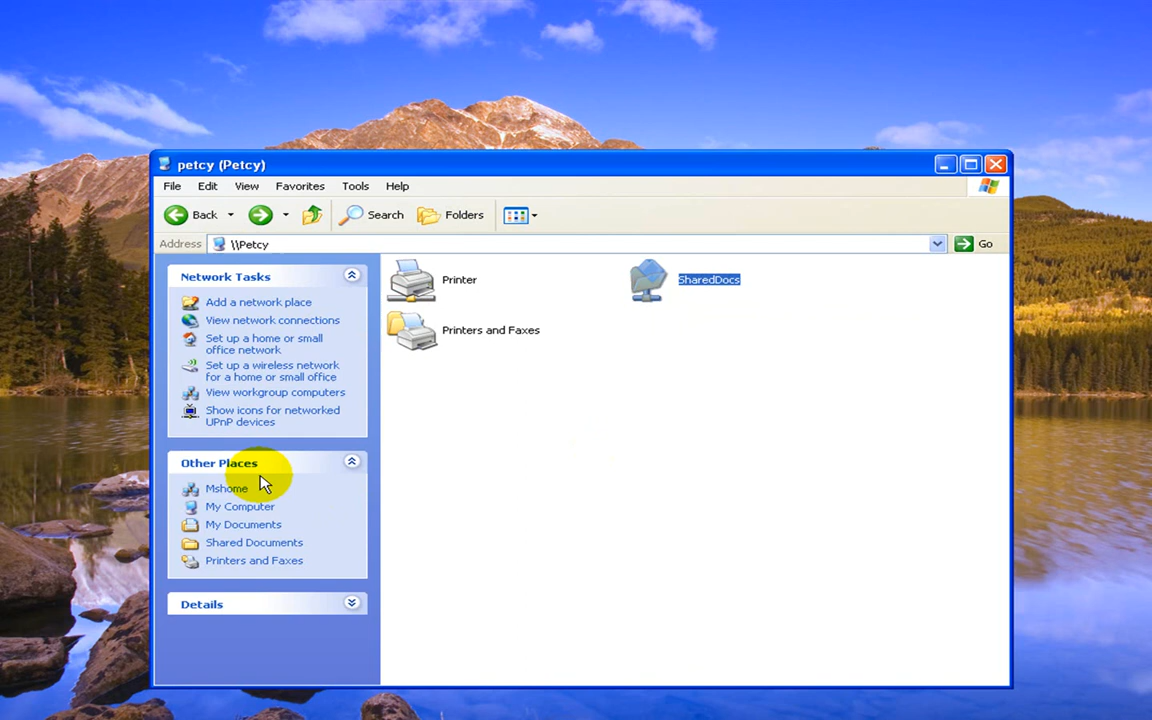 petcy (Petcy)
File Edit View Favorites Tools Help
Back Search Folders
Address \\Petcy Go
Network Tasks
Add a network place
View network connections
Set up a home or small
office network
Set up a wireless network
for a home or small office
View workgroup computers
Show icons for networked
UPnP devices
Other Places
Mshome
My Computer
My Documents
Shared Documents
Printers and Faxes
Details
Printer
SharedDocs
Printers and Faxes